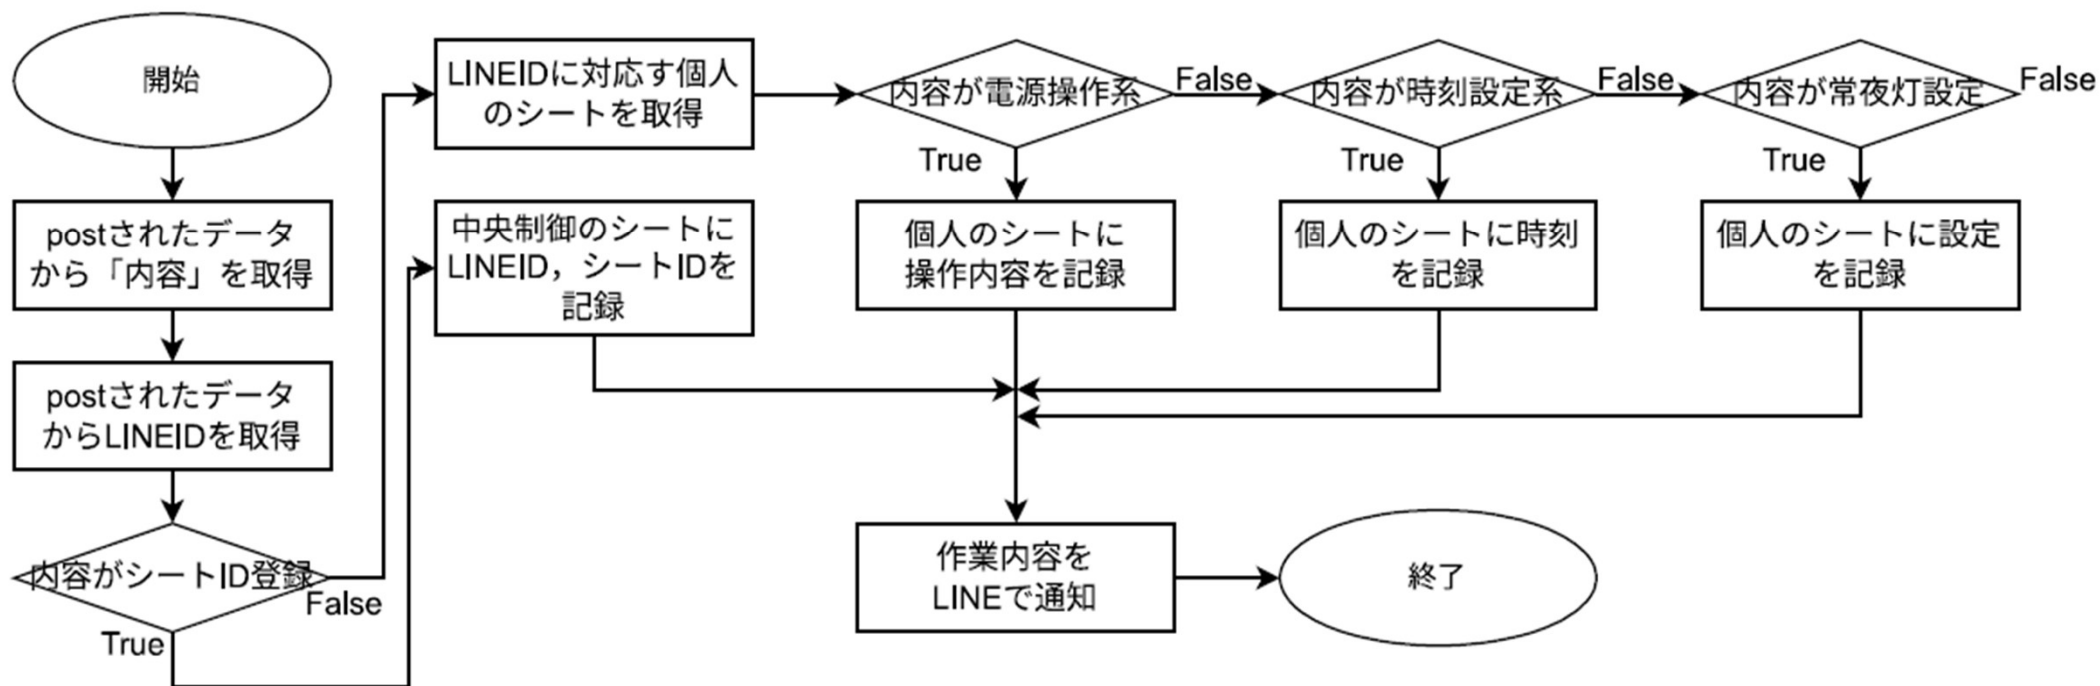 開始
postされたデータ
から「内容」を取得
postされたデータ
からLINEIDを取得
内容がシートID登録
False
True
LINEIDに対応す個人
のシートを取得
中央制御のシートに
LINEID，シートIDを
記録
内容が電源操作系
False
True
個人のシートに
操作内容を記録
内容が時刻設定系
False
True
個人のシートに時刻
を記録
内容が常夜灯設定
False
True
個人のシートに設定
を記録
作業内容を
LINEで通知
終了